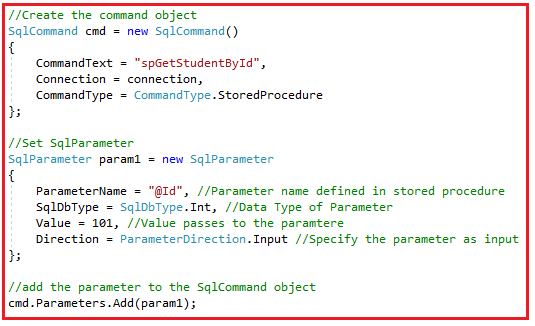 //Create the command object
SqlCommand cmd = new SqlCommand()
{
    CommandText = "spGetStudentById",
    Connection = connection,
    CommandType = CommandType.StoredProcedure
};

//Set SqlParameter
SqlParameter param1 = new SqlParameter
{
    ParameterName = "@Id", //Parameter name defined in stored procedure
    SqlDbType = SqlDbType.Int, //Data Type of Parameter
    Value = 101, //Value passes to the paramtere
    Direction = ParameterDirection.Input //Specify the parameter as input
};

//add the parameter to the SqlCommand object
cmd.Parameters.Add(param1);